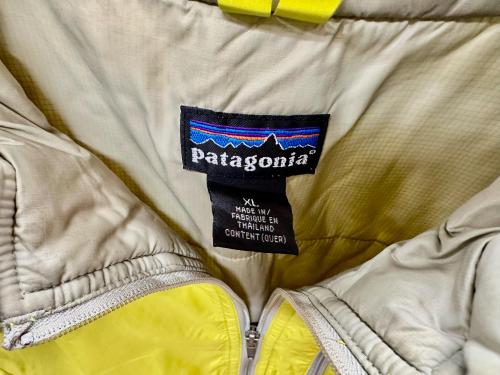 patagonia®
XL
MADE IN/
FABRIQUE EN
THAILAND
CONTENT (OVER)